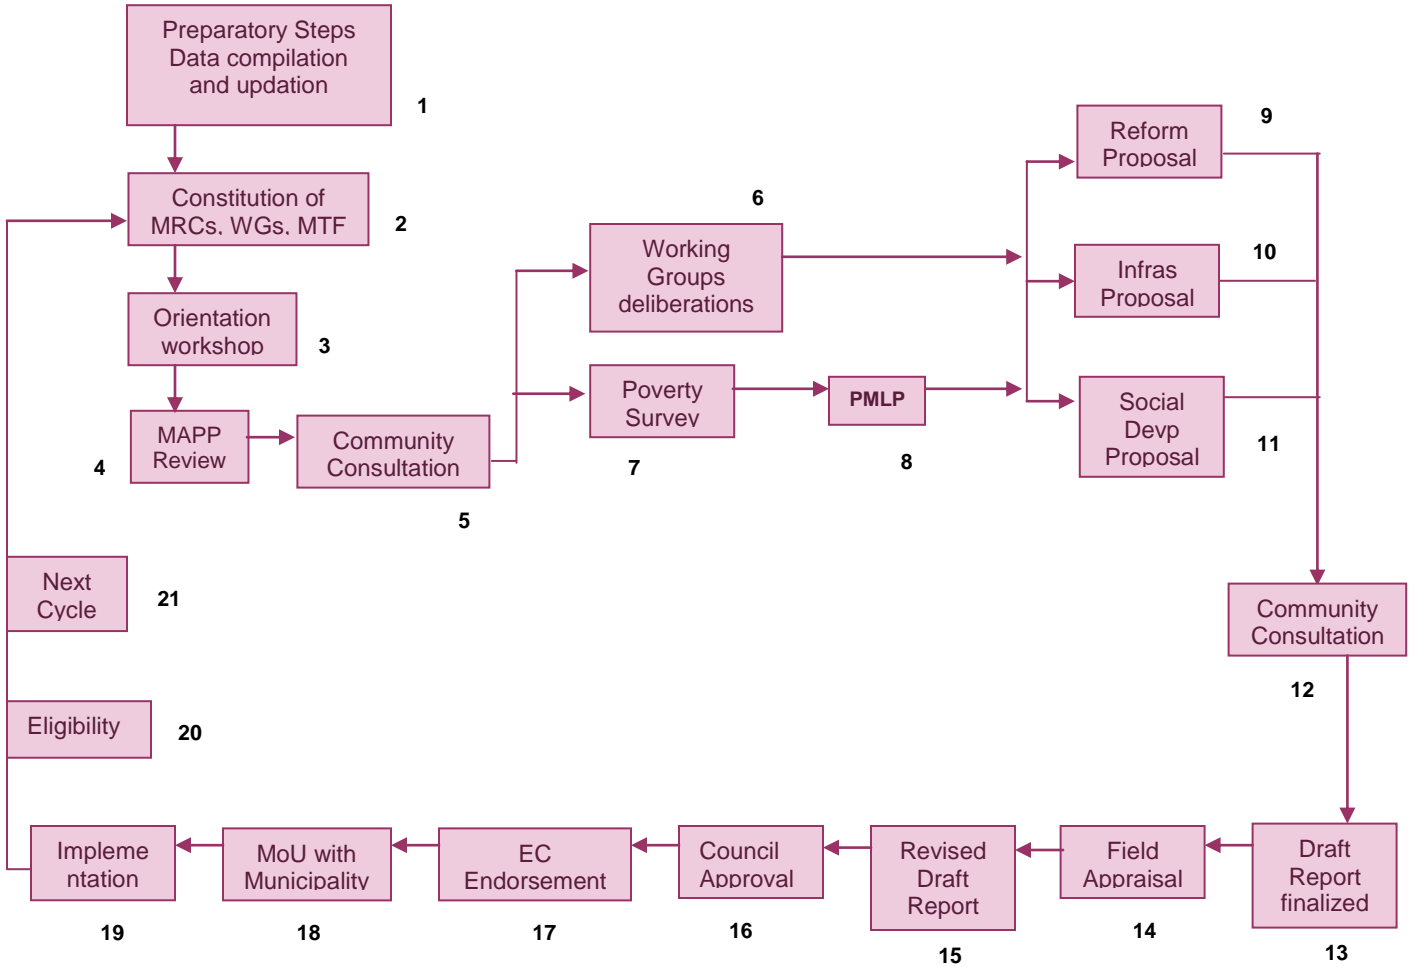 Preparatory Steps
Data compilation
and updation
1
Constitution of
MRCs, WGs, MTF
2
Orientation
workshop
3
MAPP
Review
4
Community
Consultation
5
6
Working
Groups
deliberations
Poverty
Survey
7
PMLP
8
9
Reform
Proposal
10
Infras
Proposal
Social
Devp
Proposal
11
Community
Consultation
12
Draft
Report
finalized
13
Field
Appraisal
14
Revised
Draft
Report
15
Council
Approval
16
EC
Endorsement
17
MoU with
Municipality
18
Impleme
ntation
19
Eligibility
20
Next
Cycle
21